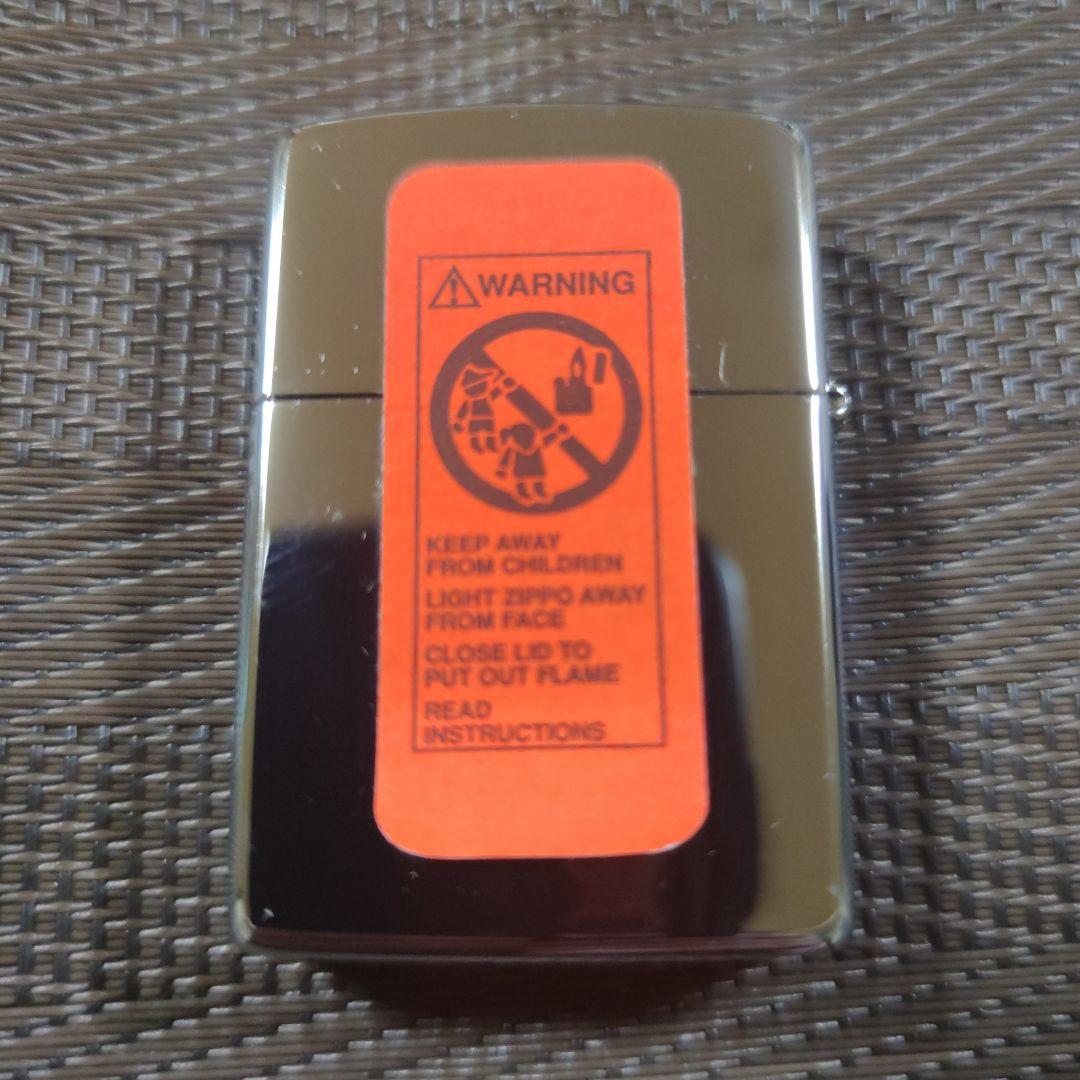 WARNING
KEEP AWAY
FROM CHILDREN
LIGHT ZIPPO AWAY
FROM FACE
CLOSE LID TO
PUT OUT FLAME
READ
INSTRUCTIONS